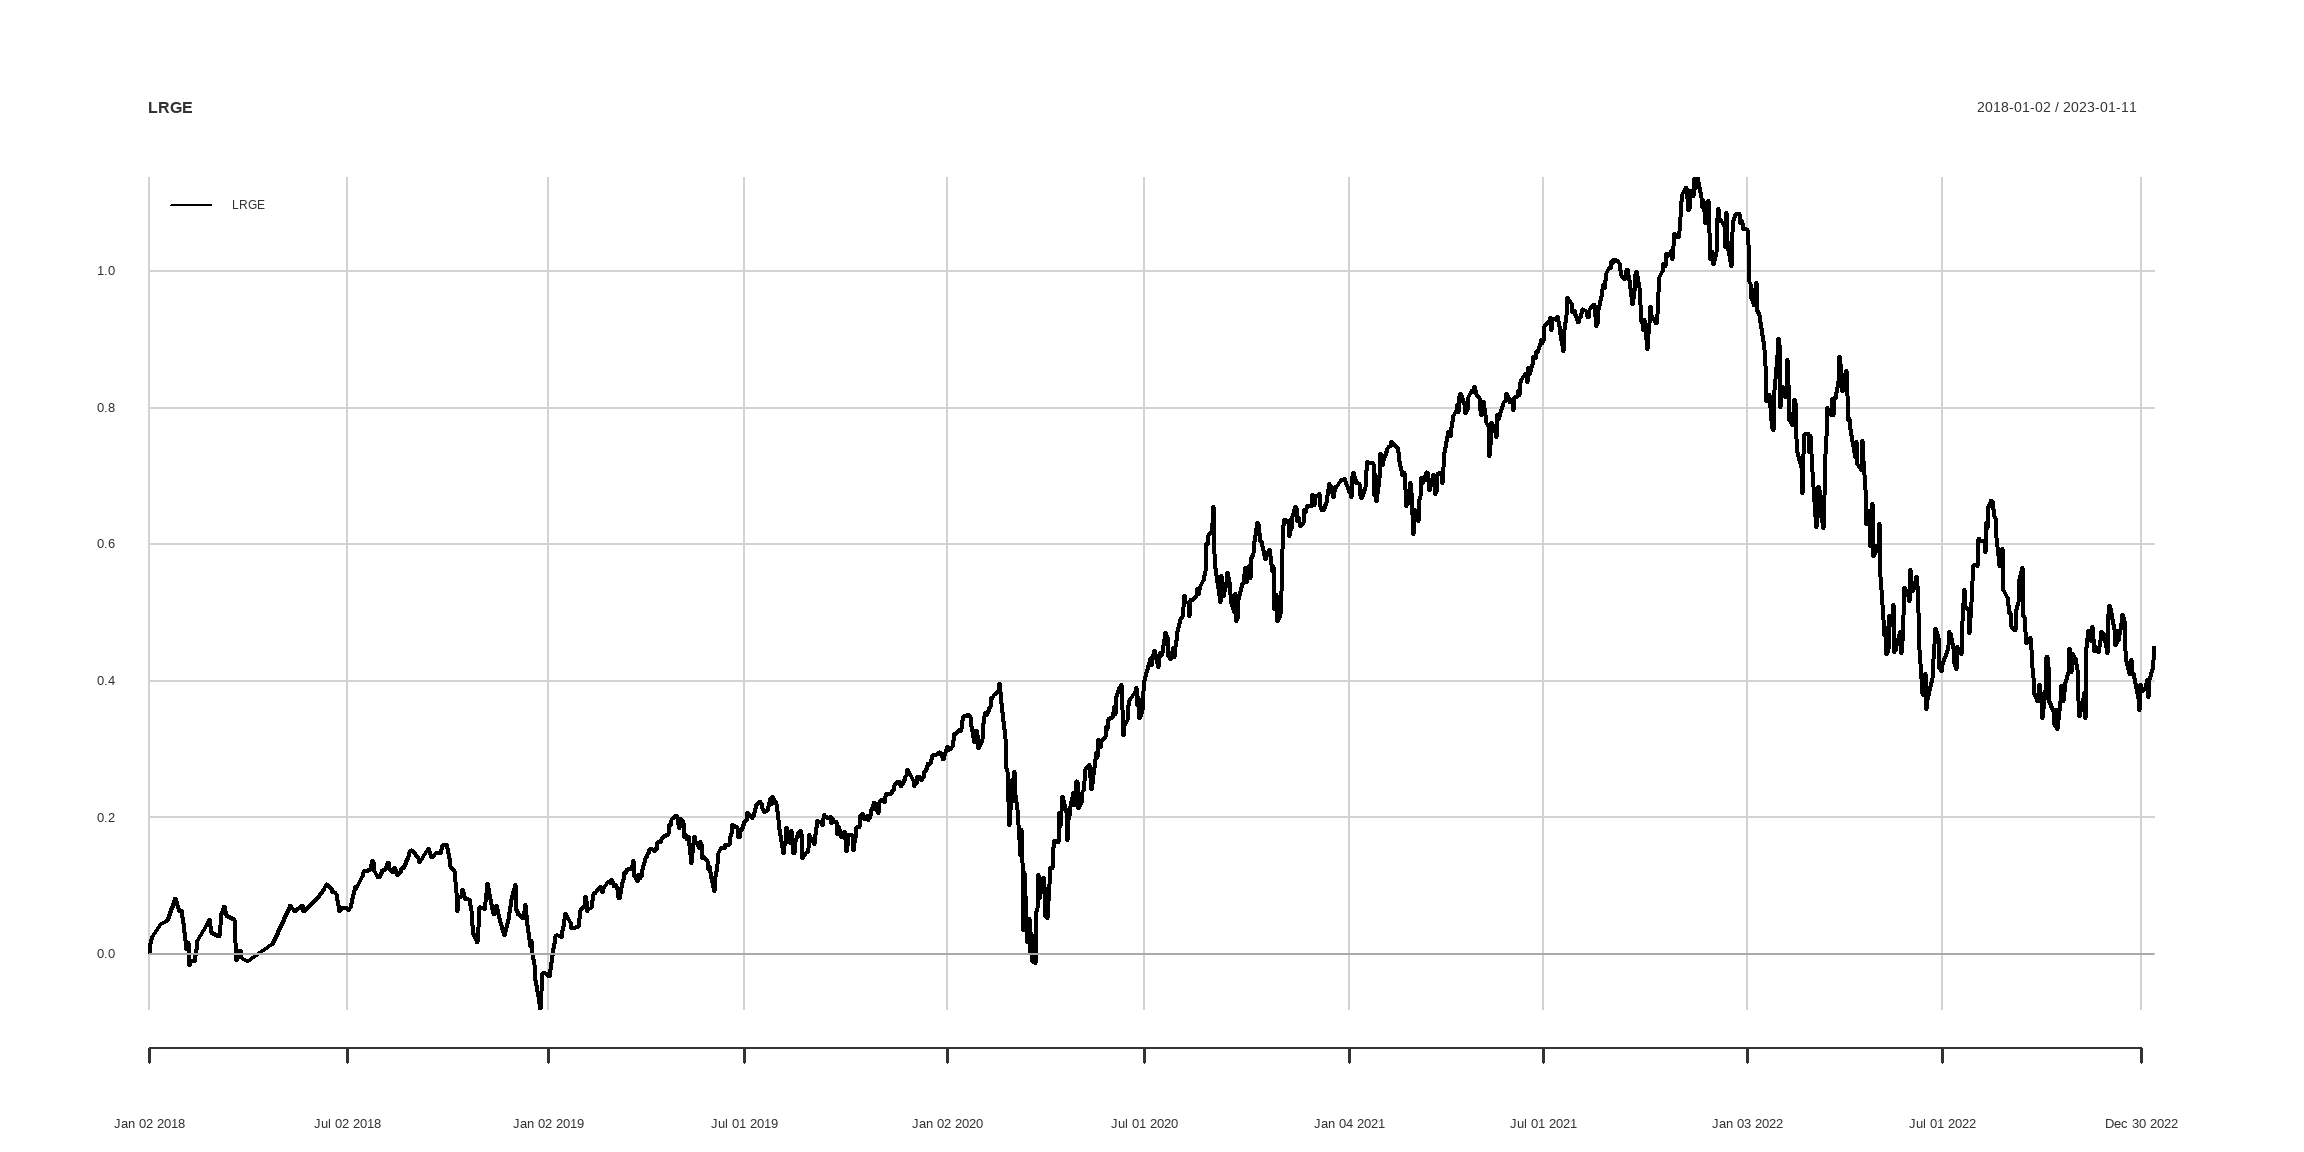 LRGE
2018-01-02 / 2023-01-11
LRGE
1.0
0.8
0.6
0.4
0.2
0.0
Jan 02 2018
Jul 02 2018
Jan 02 2019
Jul 01 2019
Jan 02 2020
Jul 01 2020
Jan 04 2021
Jul 01 2021
Jan 03 2022
Jul 01 2022
Dec 30 2022